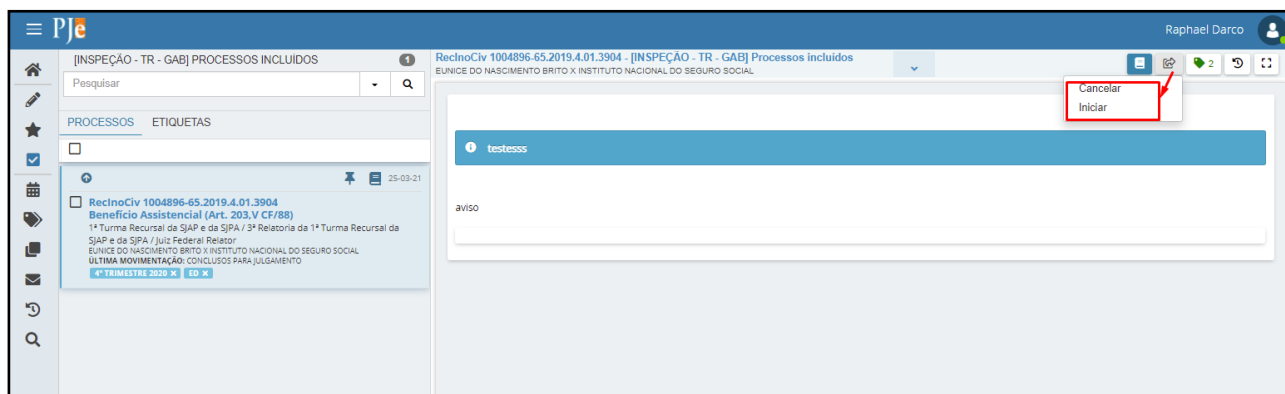 PJe
Raphael Darco
[INSPEÇÃO - TR - GAB] PROCESSOS INCLUÍDOS
1
Pesquisar
PROCESSOS ETIQUETAS
25-03-21
RecInoCiv 1004896-65.2019.4.01.3904
Benefício Assistencial (Art. 203,V CF/88)
1ª Turma Recursal da SJAP e da SJPA / 3ª Relatoria da 1ª Turma Recursal da
SJAP e da SJPA / Juiz Federal Relator
EUNICE DO NASCIMENTO BRITO X INSTITUTO NACIONAL DO SEGURO SOCIAL
ÚLTIMA MOVIMENTAÇÃO: CONCLUSOS PARA JULGAMENTO
4º TRIMESTRE 2020 × ED ×
RecInoCiv 1004896-65.2019.4.01.3904 - [INSPEÇÃO - TR - GAB] Processos incluídos
EUNICE DO NASCIMENTO BRITO X INSTITUTO NACIONAL DO SEGURO SOCIAL
2
Cancelar
Iniciar
testesss
aviso